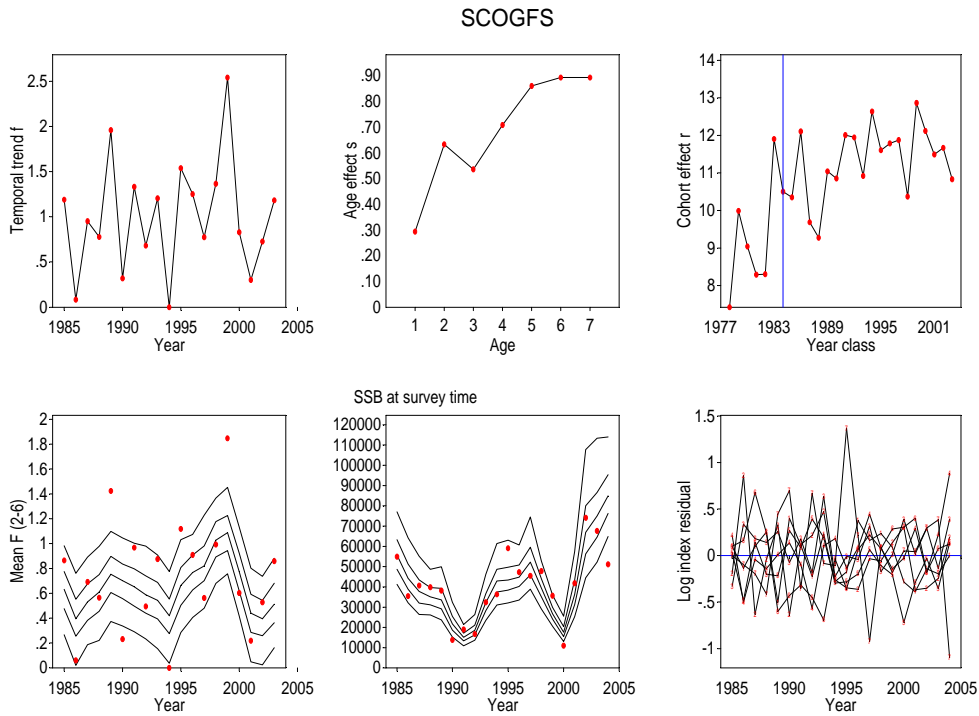 SCOGFS
Temporal trend f
2.5
2
1.5
1
.5
0
1985 1990 1995 2000 2005
Year
Age effect s
.90
.80
.70
.60
.50
.40
.30
.20
.10
0
1 2 3 4 5 6 7
Age
Cohort effect r
14
13
12
11
10
9
8
1977 1983 1989 1995 2001
Year class
Mean F (2-6)
2
1.8
1.6
1.4
1.2
1
.8
.6
.4
.2
0
1985 1990 1995 2000 2005
Year
SSB at survey time
120000
110000
100000
90000
80000
70000
60000
50000
40000
30000
20000
10000
0
1985 1990 1995 2000 2005
Log index residual
1.5
1
0.5
0
-0.5
-1
1985 1990 1995 2000 2005
Year